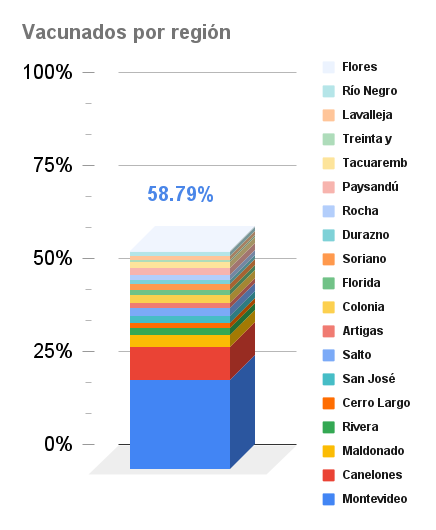 Vacunados por región
100%
75%
50%
25%
0%
58.79%
Flores
Río Negro
Lavalleja
Treinta y
Tacuaremb
Paysandú
Rocha
Durazno
Soriano
Florida
Colonia
Artigas
Salto
San José
Cerro Largo
Rivera
Maldonado
Canelones
Montevideo